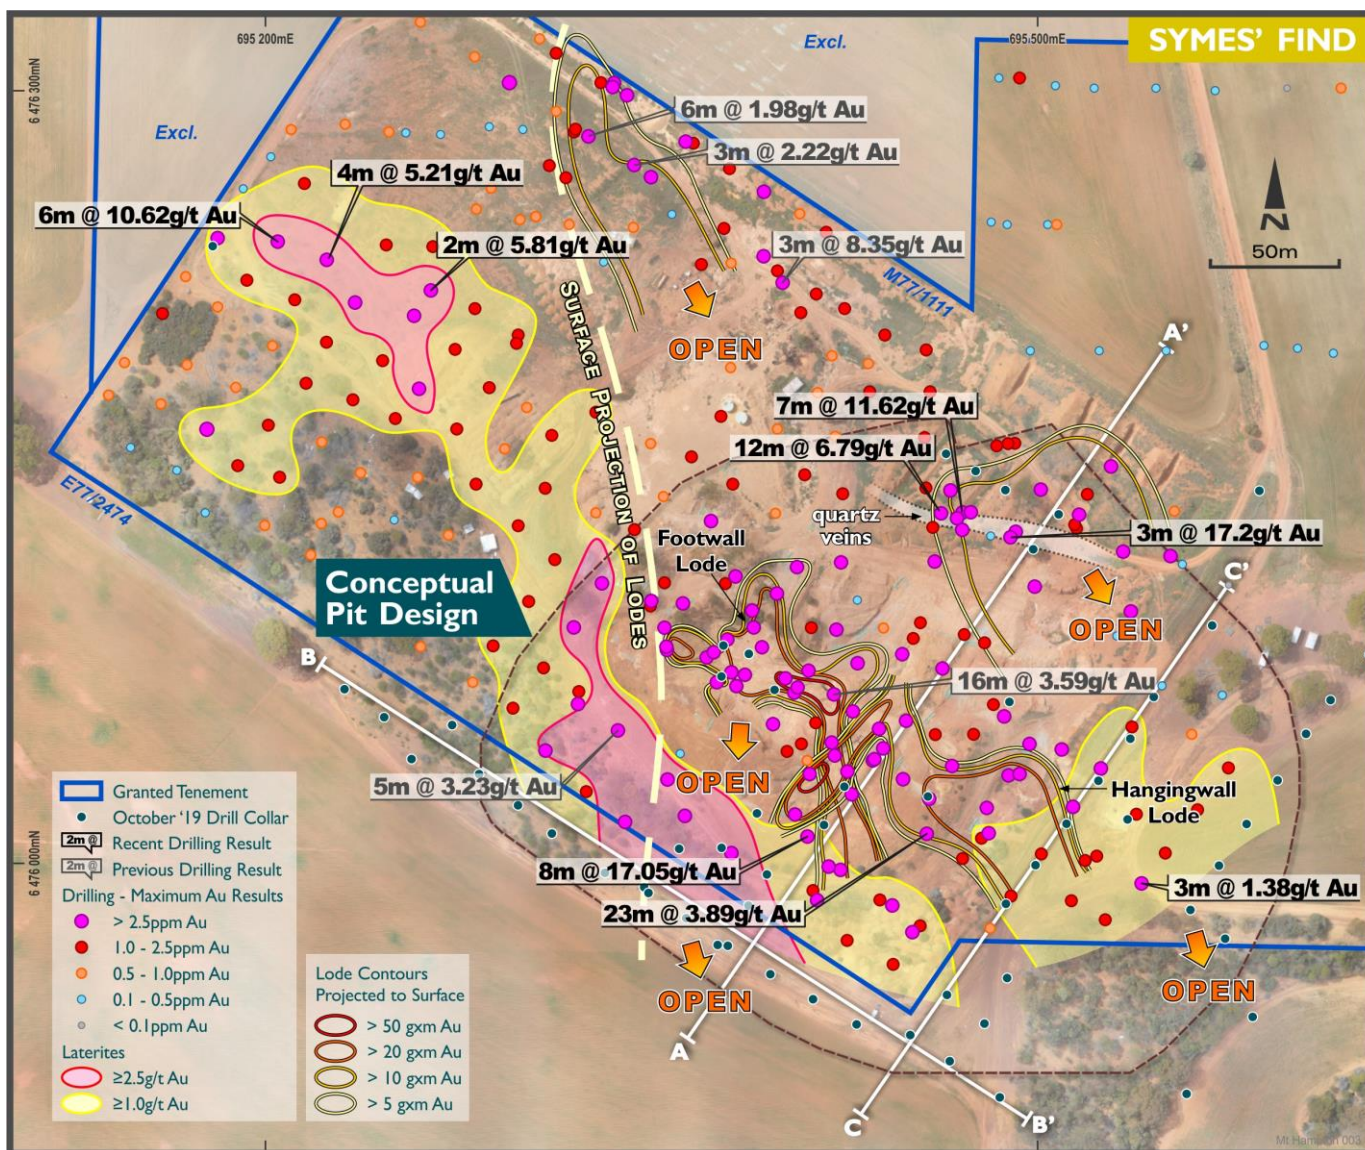 SYMES' FIND
695 200mE
695 500mE
6 476 300mN
6 476 000mN
Excl.
Excl.
6m @ 1.98g/t Au
3m @ 2.22g/t Au
4m @ 5.21g/t Au
6m @ 10.62g/t Au
2m @ 5.81g/t Au
3m @ 8.35g/t Au
M77/1111
N
50m
OPEN
SURFACE PROJECTION OF LODES
A'
7m @ 11.62g/t Au
12m @ 6.79g/t Au
E77/2474
quartz
veins
3m @ 17.2g/t Au
Footwall
Lode
Conceptual
Pit Design
C'
OPEN
B
16m @ 3.59g/t Au
OPEN
5m @ 3.23g/t Au
Hangingwall
Lode
8m @ 17.05g/t Au
23m @ 3.89g/t Au
3m @ 1.38g/t Au
OPEN
OPEN
A
C
B'
Granted Tenement
October '19 Drill Collar
2m @
Recent Drilling Result
2m @
Previous Drilling Result
Drilling - Maximum Au Results
> 2.5ppm Au
1.0 - 2.5ppm Au
0.5 - 1.0ppm Au
0.1 - 0.5ppm Au
< 0.1ppm Au
Laterites
≥2.5g/t Au
≥1.0g/t Au
Lode Contours
Projected to Surface
> 50 gxm Au
> 20 gxm Au
> 10 gxm Au
> 5 gxm Au